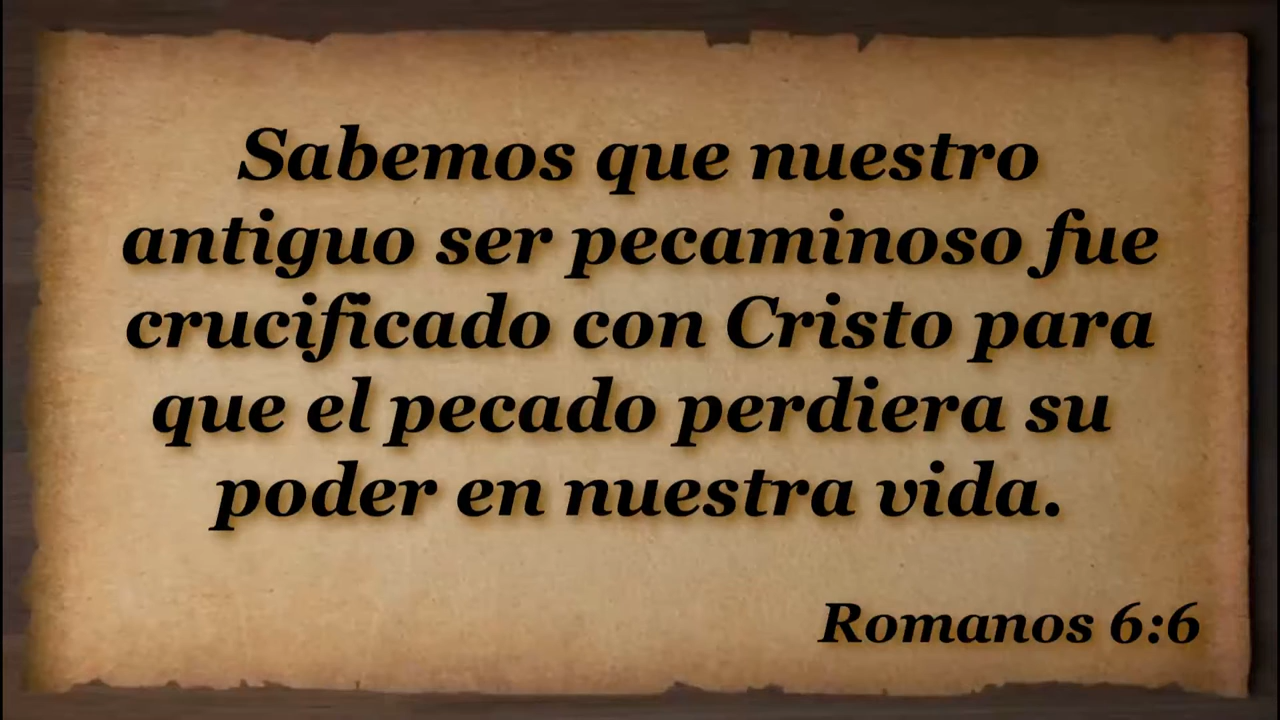 Sabemos que nuestro
antiguo ser pecaminoso fue
crucificado con Cristo para
que el pecado perdiera su
poder en nuestra vida.
Romanos 6:6